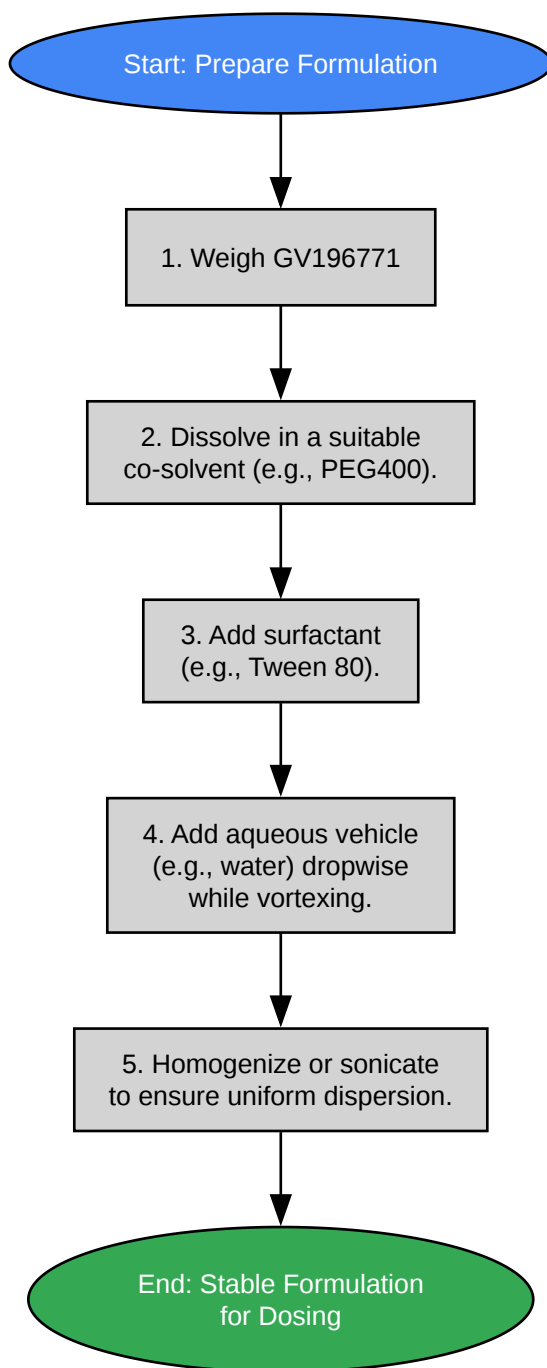 Start: Prepare Formulation
1. Weigh GV196771
2. Dissolve in a suitable
co-solvent (e.g., PEG400).
3. Add surfactant
(e.g., Tween 80).
4. Add aqueous vehicle
(e.g., water) dropwise
while vortexing.
5. Homogenize or sonicate
to ensure uniform dispersion.
End: Stable Formulation
for Dosing